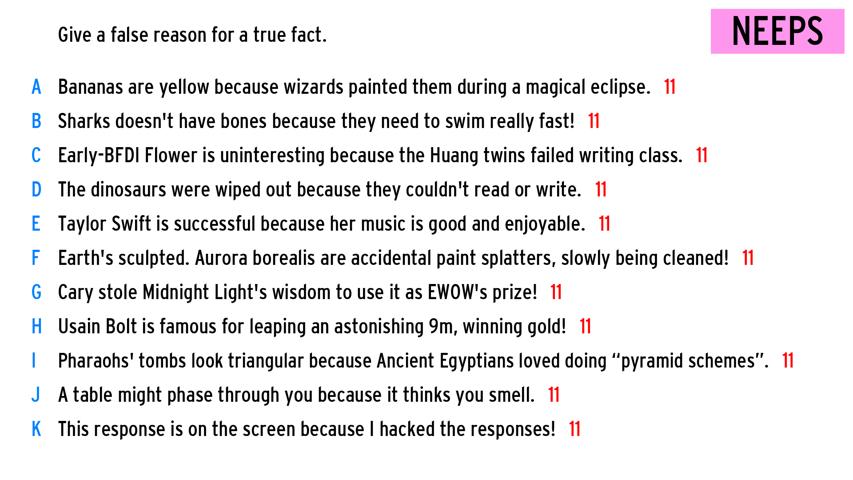 Give a false reason for a true fact.
NEEPS
A Bananas are yellow because wizards painted them during a magical eclipse. 11
B Sharks doesn't have bones because they need to swim really fast! 11
C Early-BFDI Flower is uninteresting because the Huang twins failed writing class. 11
D The dinosaurs were wiped out because they couldn't read or write. 11
E Taylor Swift is successful because her music is good and enjoyable. 11
F Earth's sculpted. Aurora borealis are accidental paint splatters, slowly being cleaned! 11
G Cary stole Midnight Light's wisdom to use it as EWOW's prize! 11
H Usain Bolt is famous for leaping an astonishing 9m, winning gold! 11
I Pharaohs' tombs look triangular because Ancient Egyptians loved doing “pyramid schemes”. 11
J A table might phase through you because it thinks you smell. 11
K This response is on the screen because I hacked the responses! 11